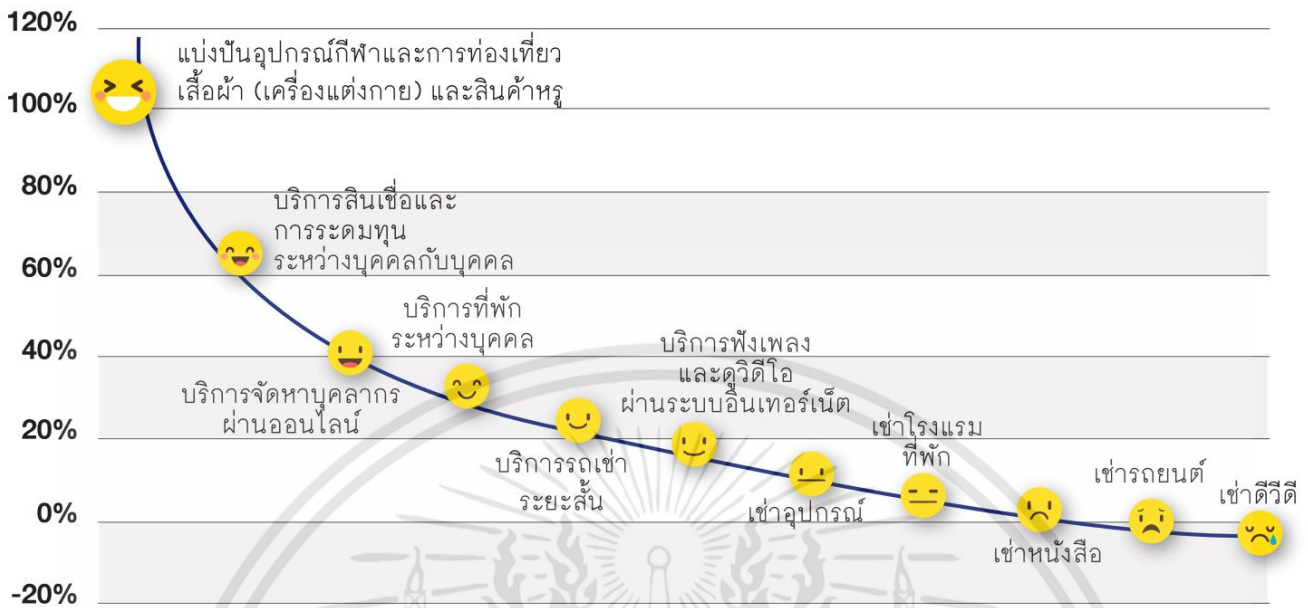 120%
100%
80%
60%
40%
20%
0%
-20%
แบ่งปันอุปกรณ์กีฬาและการท่องเที่ยว
เสื้อผ้า (เครื่องแต่งกาย) และสินค้าหรู
บริการสินเชื่อและ
การระดมทุน
ระหว่างบุคคลกับบุคคล
บริการจัดหาบุคลากร
ผ่านออนไลน์
บริการที่พัก
ระหว่างบุคคล
บริการรถเช่า
ระยะสั้น
บริการฟังเพลง
และดูวิดีโอ
ผ่านระบบอินเทอร์เน็ต
เช่าอุปกรณ์
เช่าโรงแรม
ที่พัก
เช่าหนังสือ
เช่ารถยนต์
เช่าดีวีดี